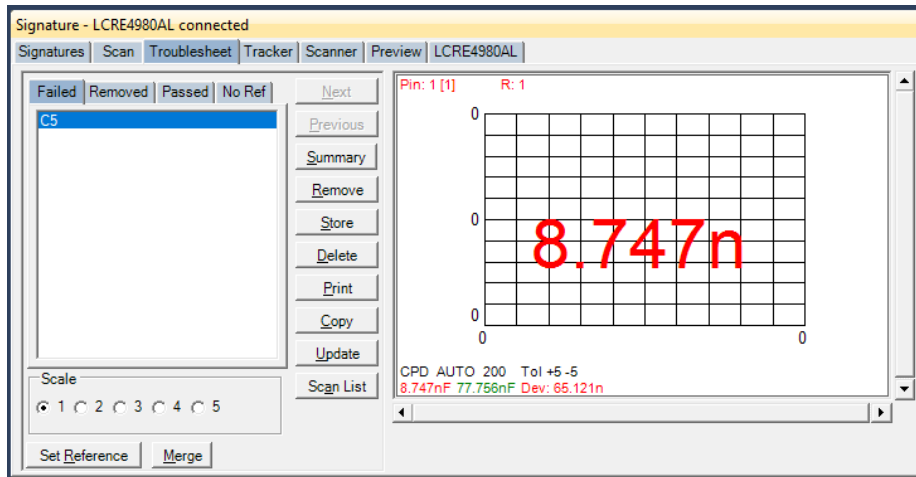 Signature - LCRE4980AL connected
Signatures Scan Troublesheet Tracker Scanner Preview LCRE4980AL
Failed Removed Passed No Ref
C5
Next
Previous
Summary
Remove
Store
Delete
Print
Copy
Update
Scan List
Scale
1 2 3 4 5
Set Reference Merge
Pin: 1 [1] R: 1
0
0
8.747n
0
0 0
CPD AUTO 200 Tol +5 -5
8.747nF 77.756nF Dev: 65.121n